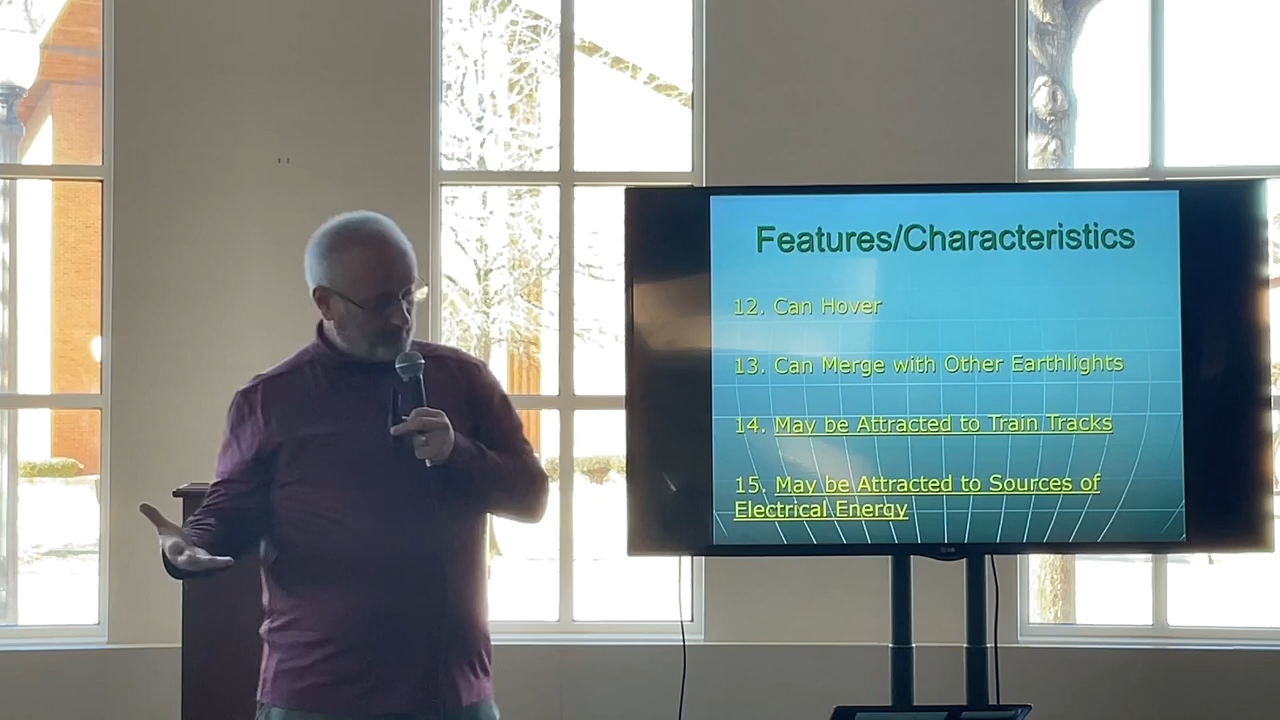 Features/Characteristics
12. Can Hover
13. Can Merge with Other Earthlights
14. May be Attracted to Train Tracks
15. May be Attracted to Sources of
Electrical Energy